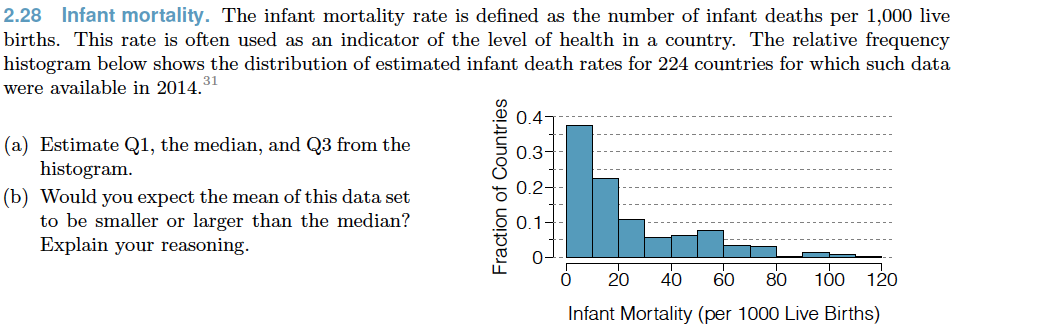 2.28 Infant mortality. The infant mortality rate is defined as the number of infant deaths per 1,000 live
births. This rate is often used as an indicator of the level of health in a country. The relative frequency
histogram below shows the distribution of estimated infant death rates for 224 countries for which such data
were available in 2014.31
(a) Estimate Q1, the median, and Q3 from the
histogram.
(b) Would you expect the mean of this data set
to be smaller or larger than the median?
Explain your reasoning.
Fraction of Countries
0.4
0.3
0.2
0.1
0
0 20 40 60 80 100 120
Infant Mortality (per 1000 Live Births)